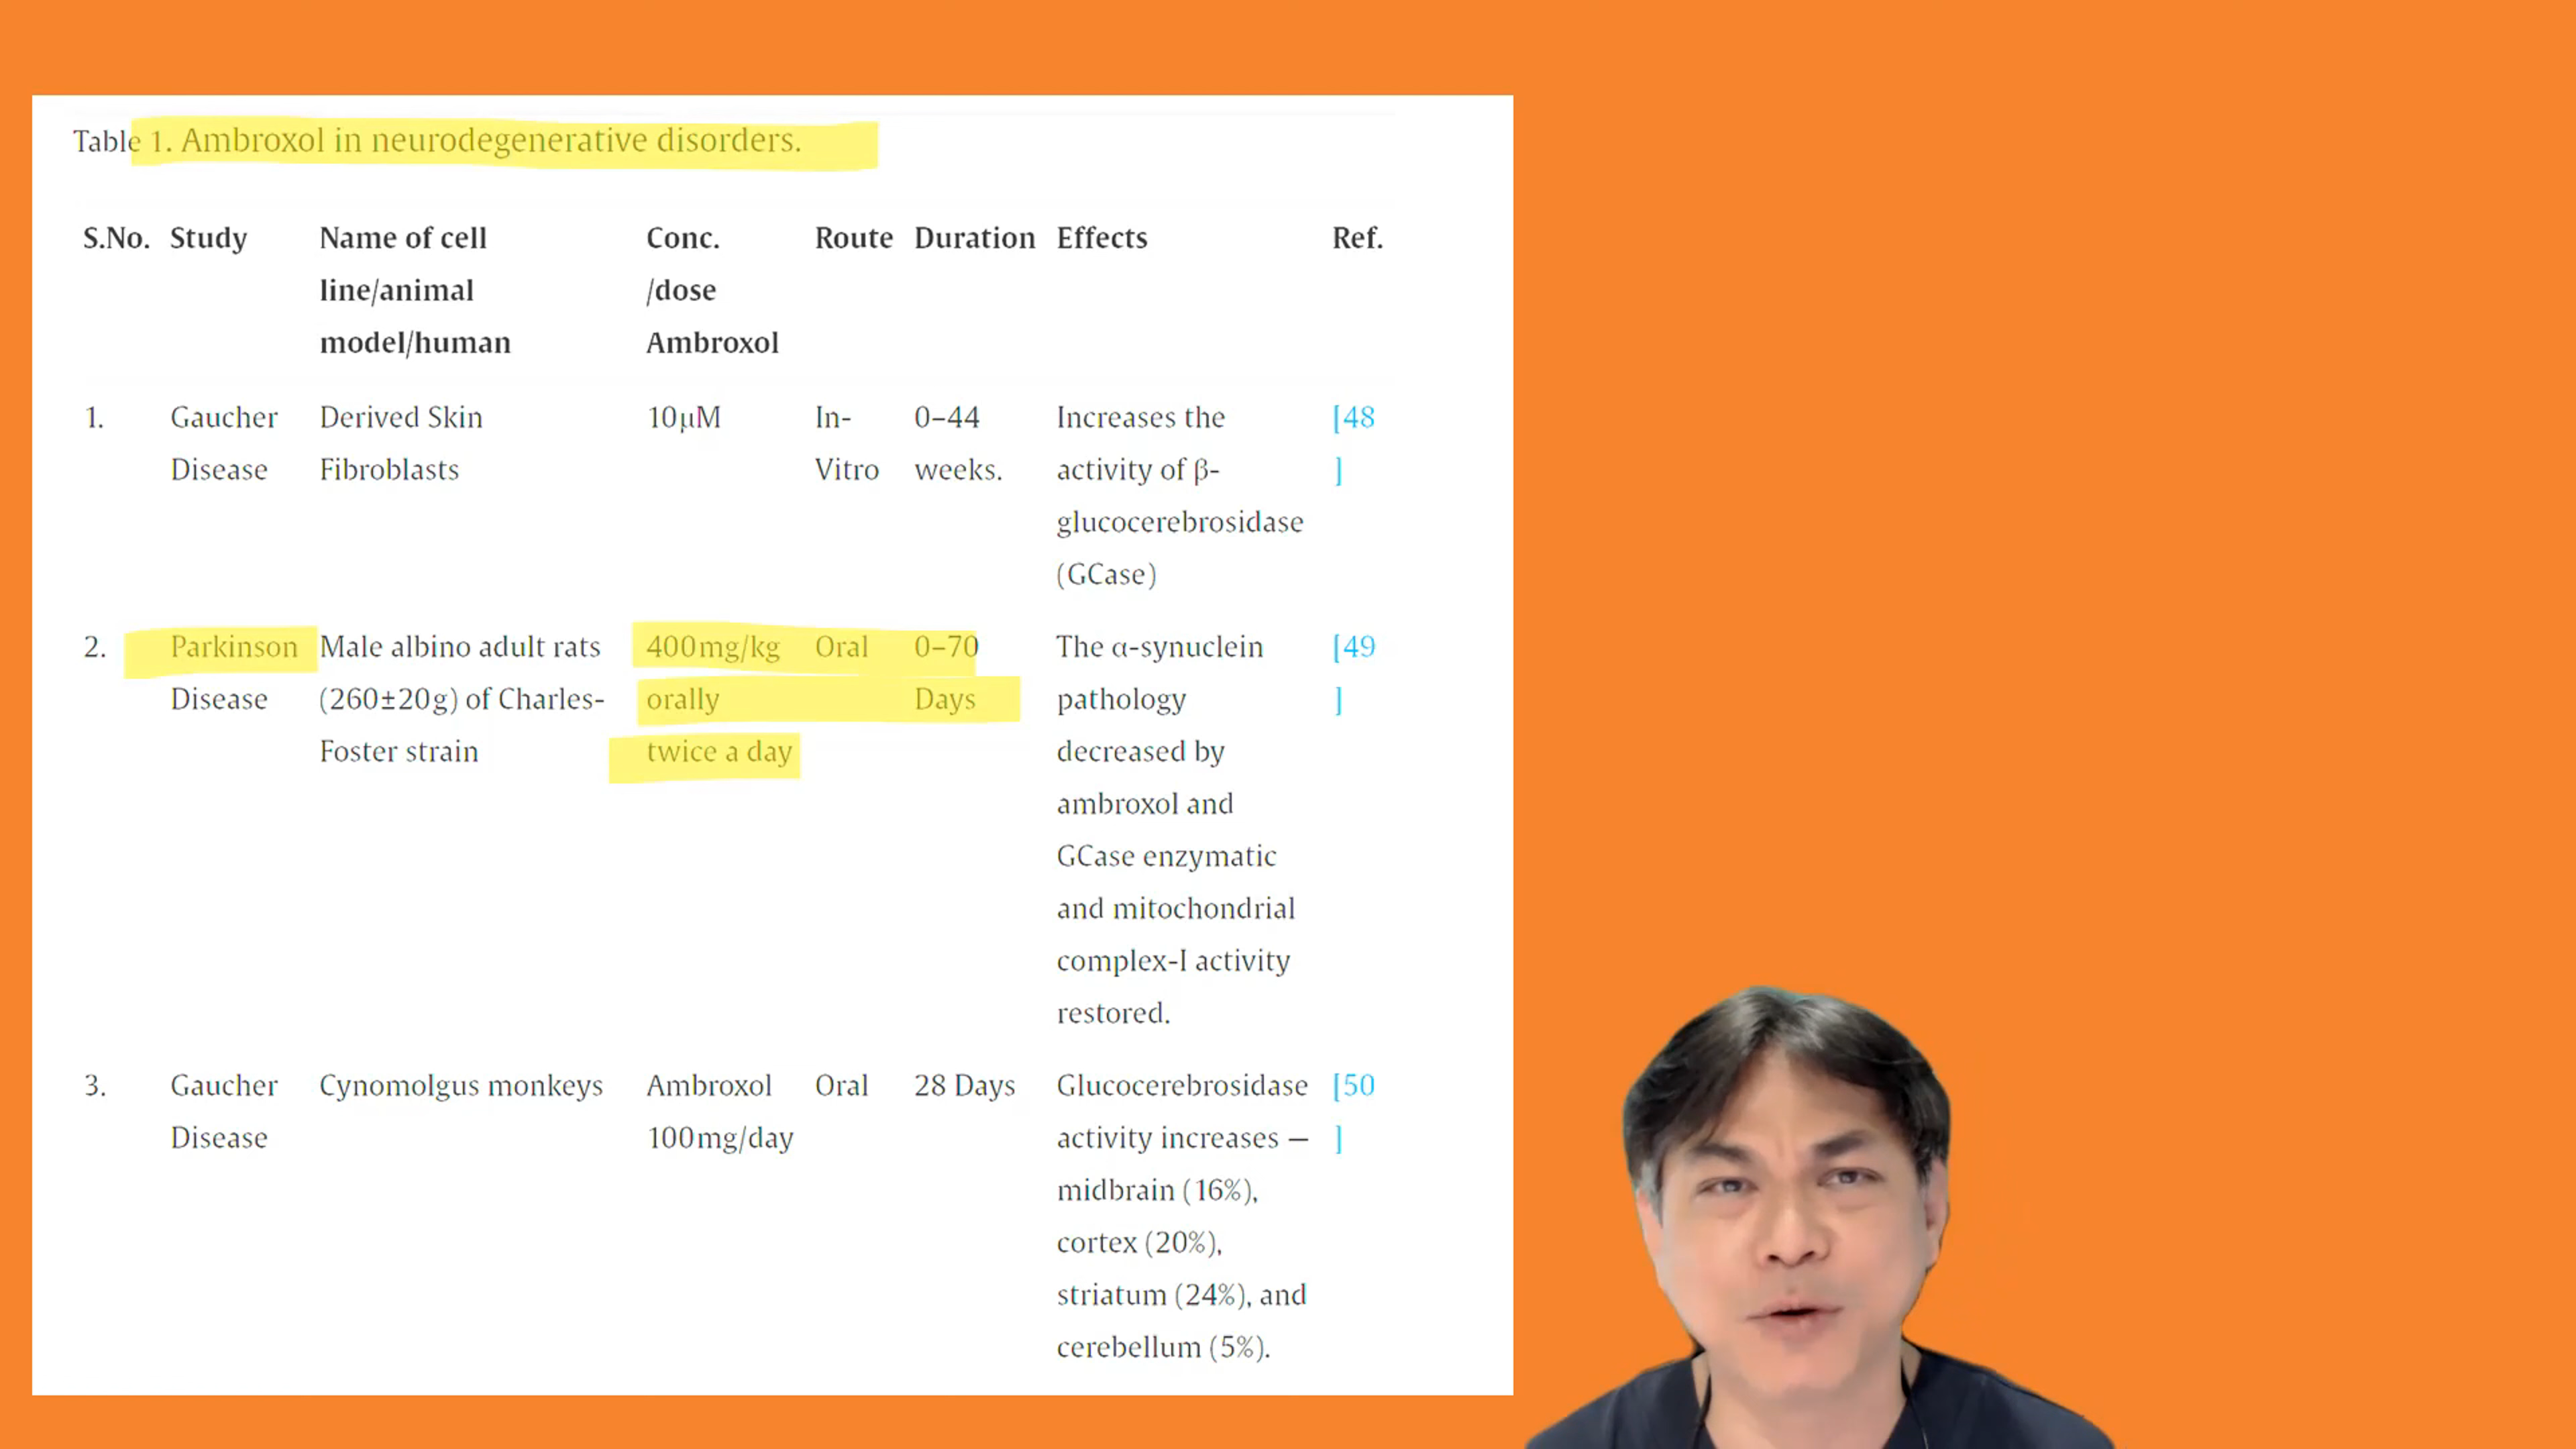 Table 1. Ambroxol in neurodegenerative disorders.
S.No. Study Name of cell Conc. Route Duration Effects Ref.
line/animal /dose
model/human Ambroxol
1. Gaucher Derived Skin 10μM In- 0–44 Increases the [48
Disease Fibroblasts Vitro weeks. activity of β- ]
glucocerebrosidase
(GCase)
2. Parkinson Male albino adult rats 400mg/kg Oral 0–70 The α-synuclein [49
Disease (260±20g) of Charles- orally Days pathology ]
Foster strain twice a day decreased by
ambroxol and
GCase enzymatic
and mitochondrial
complex-I activity
restored.
3. Gaucher Cynomolgus monkeys Ambroxol Oral 28 Days Glucocerebrosidase [50
Disease 100mg/day activity increases — ]
midbrain (16%),
cortex (20%),
striatum (24%), and
cerebellum (5%).